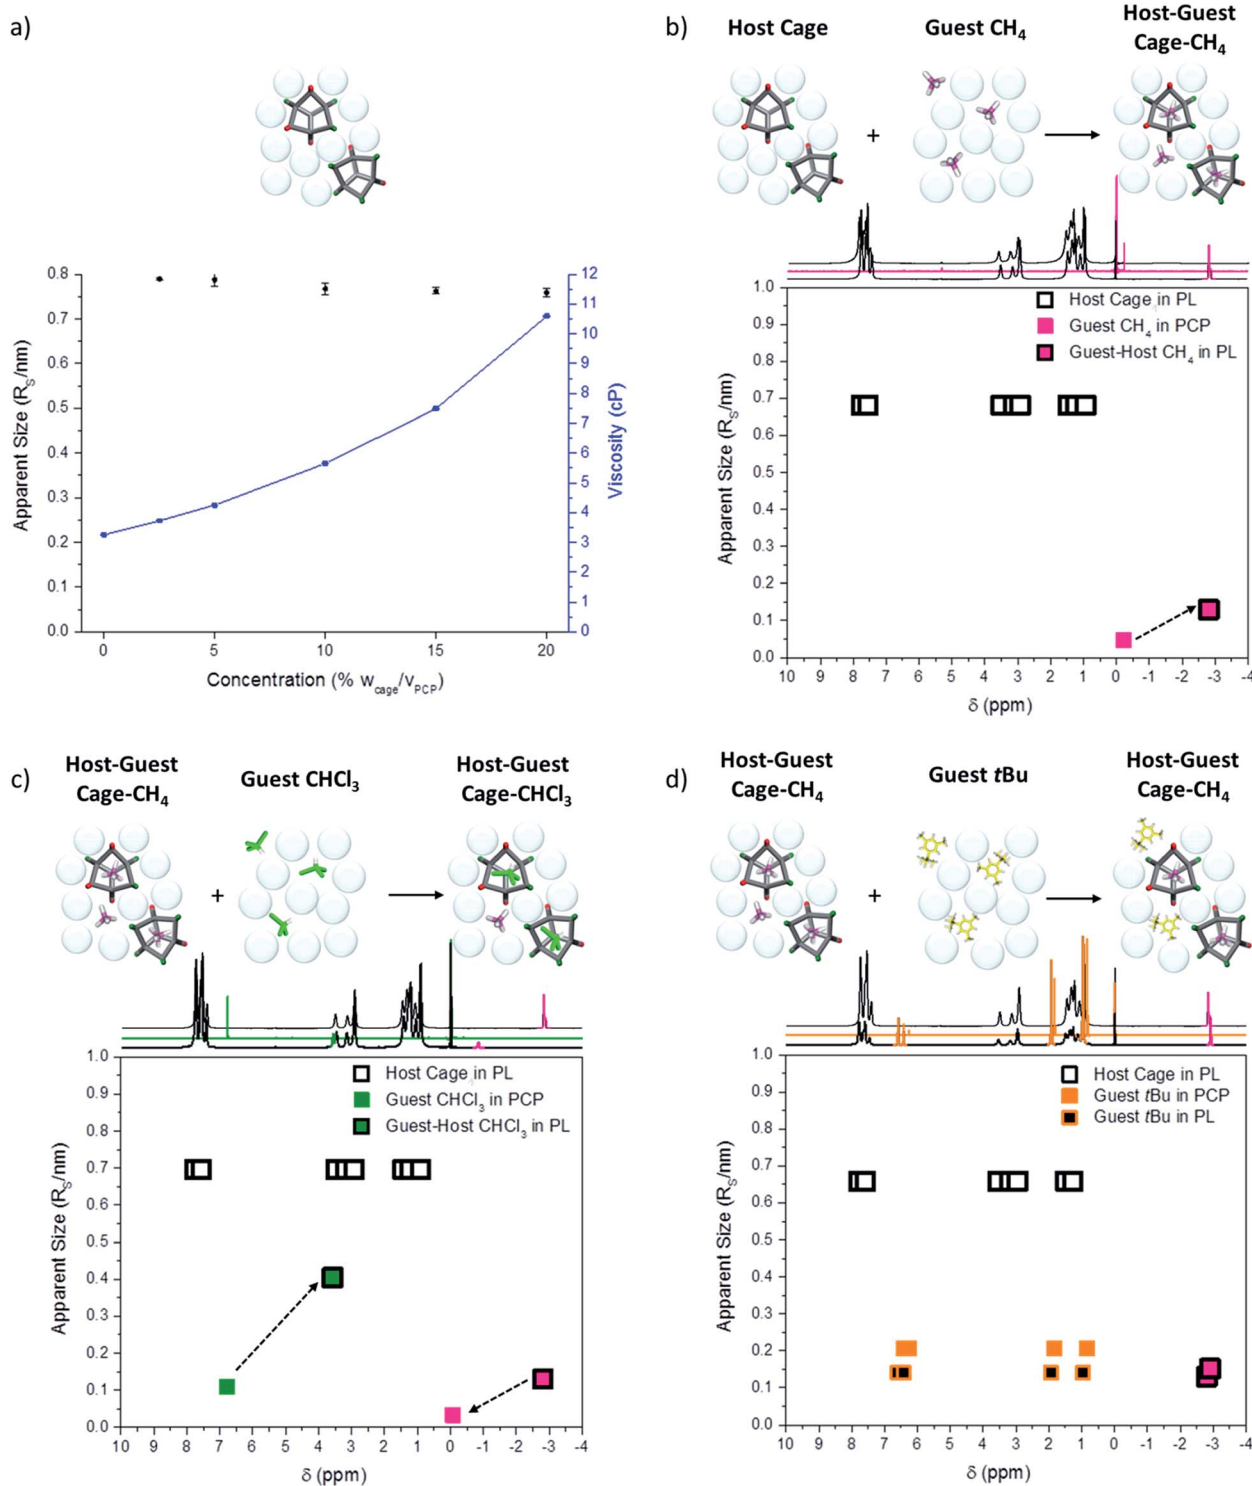 a)
0.8
0.7
0.6
0.5
0.4
0.3
0.2
0.1
0.0
Apparent Size (R_S/nm)
12
11
10
9
8
7
6
5
4
3
2
1
0
Viscosity (cP)
0 5 10 15 20
Concentration (% w_cage/v_PCP)
b)
Host Cage
Guest CH₄
Host-Guest
Cage-CH₄
+
1.0
0.9
0.8
0.7
0.6
0.5
0.4
0.3
0.2
0.1
0.0
Apparent Size (R_S/nm)
Host Cage in PL
Guest CH₄ in PCP
Guest-Host CH₄ in PL
10 9 8 7 6 5 4 3 2 1 0 -1 -2 -3 -4
δ (ppm)
c)
Host-Guest
Cage-CH₄
Guest CHCl₃
Host-Guest
Cage-CHCl₃
+
1.0
0.9
0.8
0.7
0.6
0.5
0.4
0.3
0.2
0.1
0.0
Apparent Size (R_S/nm)
Host Cage in PL
Guest CHCl₃ in PCP
Guest-Host CHCl₃ in PL
10 9 8 7 6 5 4 3 2 1 0 -1 -2 -3 -4
δ (ppm)
d)
Host-Guest
Cage-CH₄
Guest tBu
Host-Guest
Cage-CH₄
+
1.0
0.9
0.8
0.7
0.6
0.5
0.4
0.3
0.2
0.1
0.0
Apparent Size (R_S/nm)
Host Cage in PL
Guest tBu in PCP
Guest tBu in PL
10 9 8 7 6 5 4 3 2 1 0 -1 -2 -3 -4
δ (ppm)